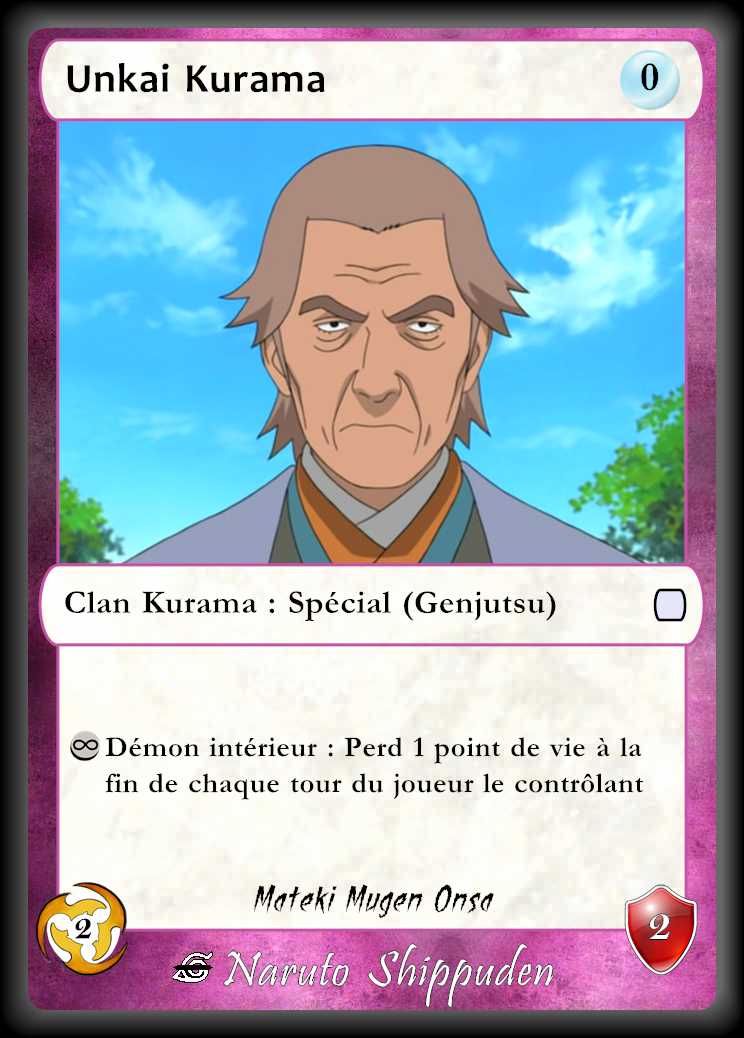 Unkai Kurama
0
Clan Kurama : Spécial (Genjutsu)
∞ Démon intérieur : Perd 1 point de vie à la
fin de chaque tour du joueur le contrôlant
Mateki Mugen Onsa
2
2
Naruto Shippuden